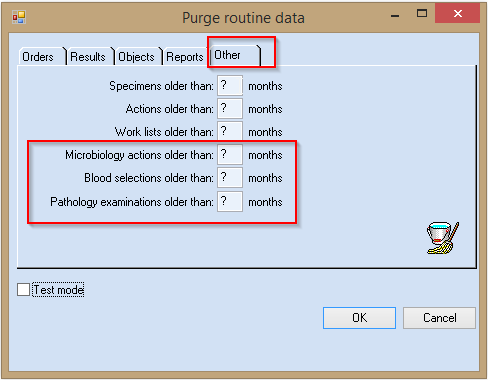 Purge routine data
Orders Results Objects Reports Other
Specimens older than: ? months
Actions older than: ? months
Work lists older than: ? months
Microbiology actions older than: ? months
Blood selections older than: ? months
Pathology examinations older than: ? months
Test mode
OK Cancel